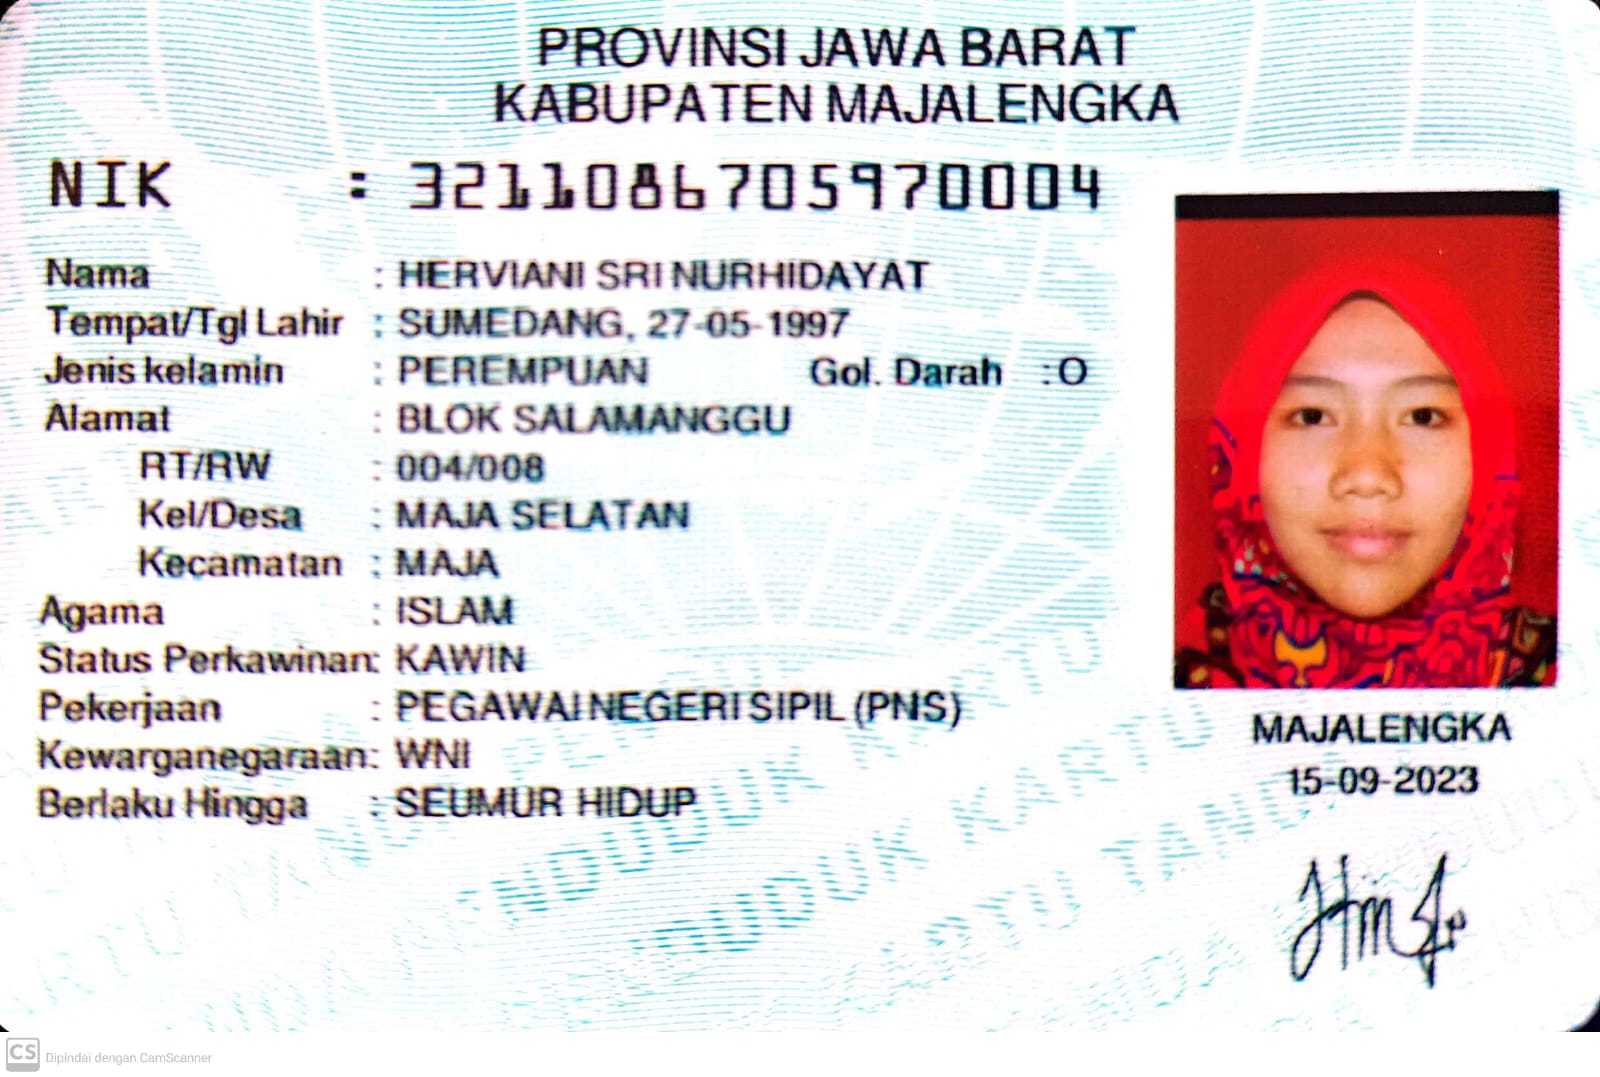 PROVINSI JAWA BARAT
KABUPATEN MAJALENGKA
NIK : 3211086705970004
Nama : HERVIANI SRI NURHIDAYAT
Tempat/Tgl Lahir : SUMEDANG, 27-05-1997
Jenis kelamin : PEREMPUAN Gol. Darah : O
Alamat : BLOK SALAMANGGU
RT/RW : 004/008
Kel/Desa : MAJA SELATAN
Kecamatan : MAJA
Agama : ISLAM
Status Perkawinan: KAWIN
Pekerjaan : PEGAWAI NEGERI SIPIL (PNS)
Kewarganegaraan: WNI
Berlaku Hingga : SEUMUR HIDUP
MAJALENGKA
15-09-2023
CS Dipindai dengan CamScanner